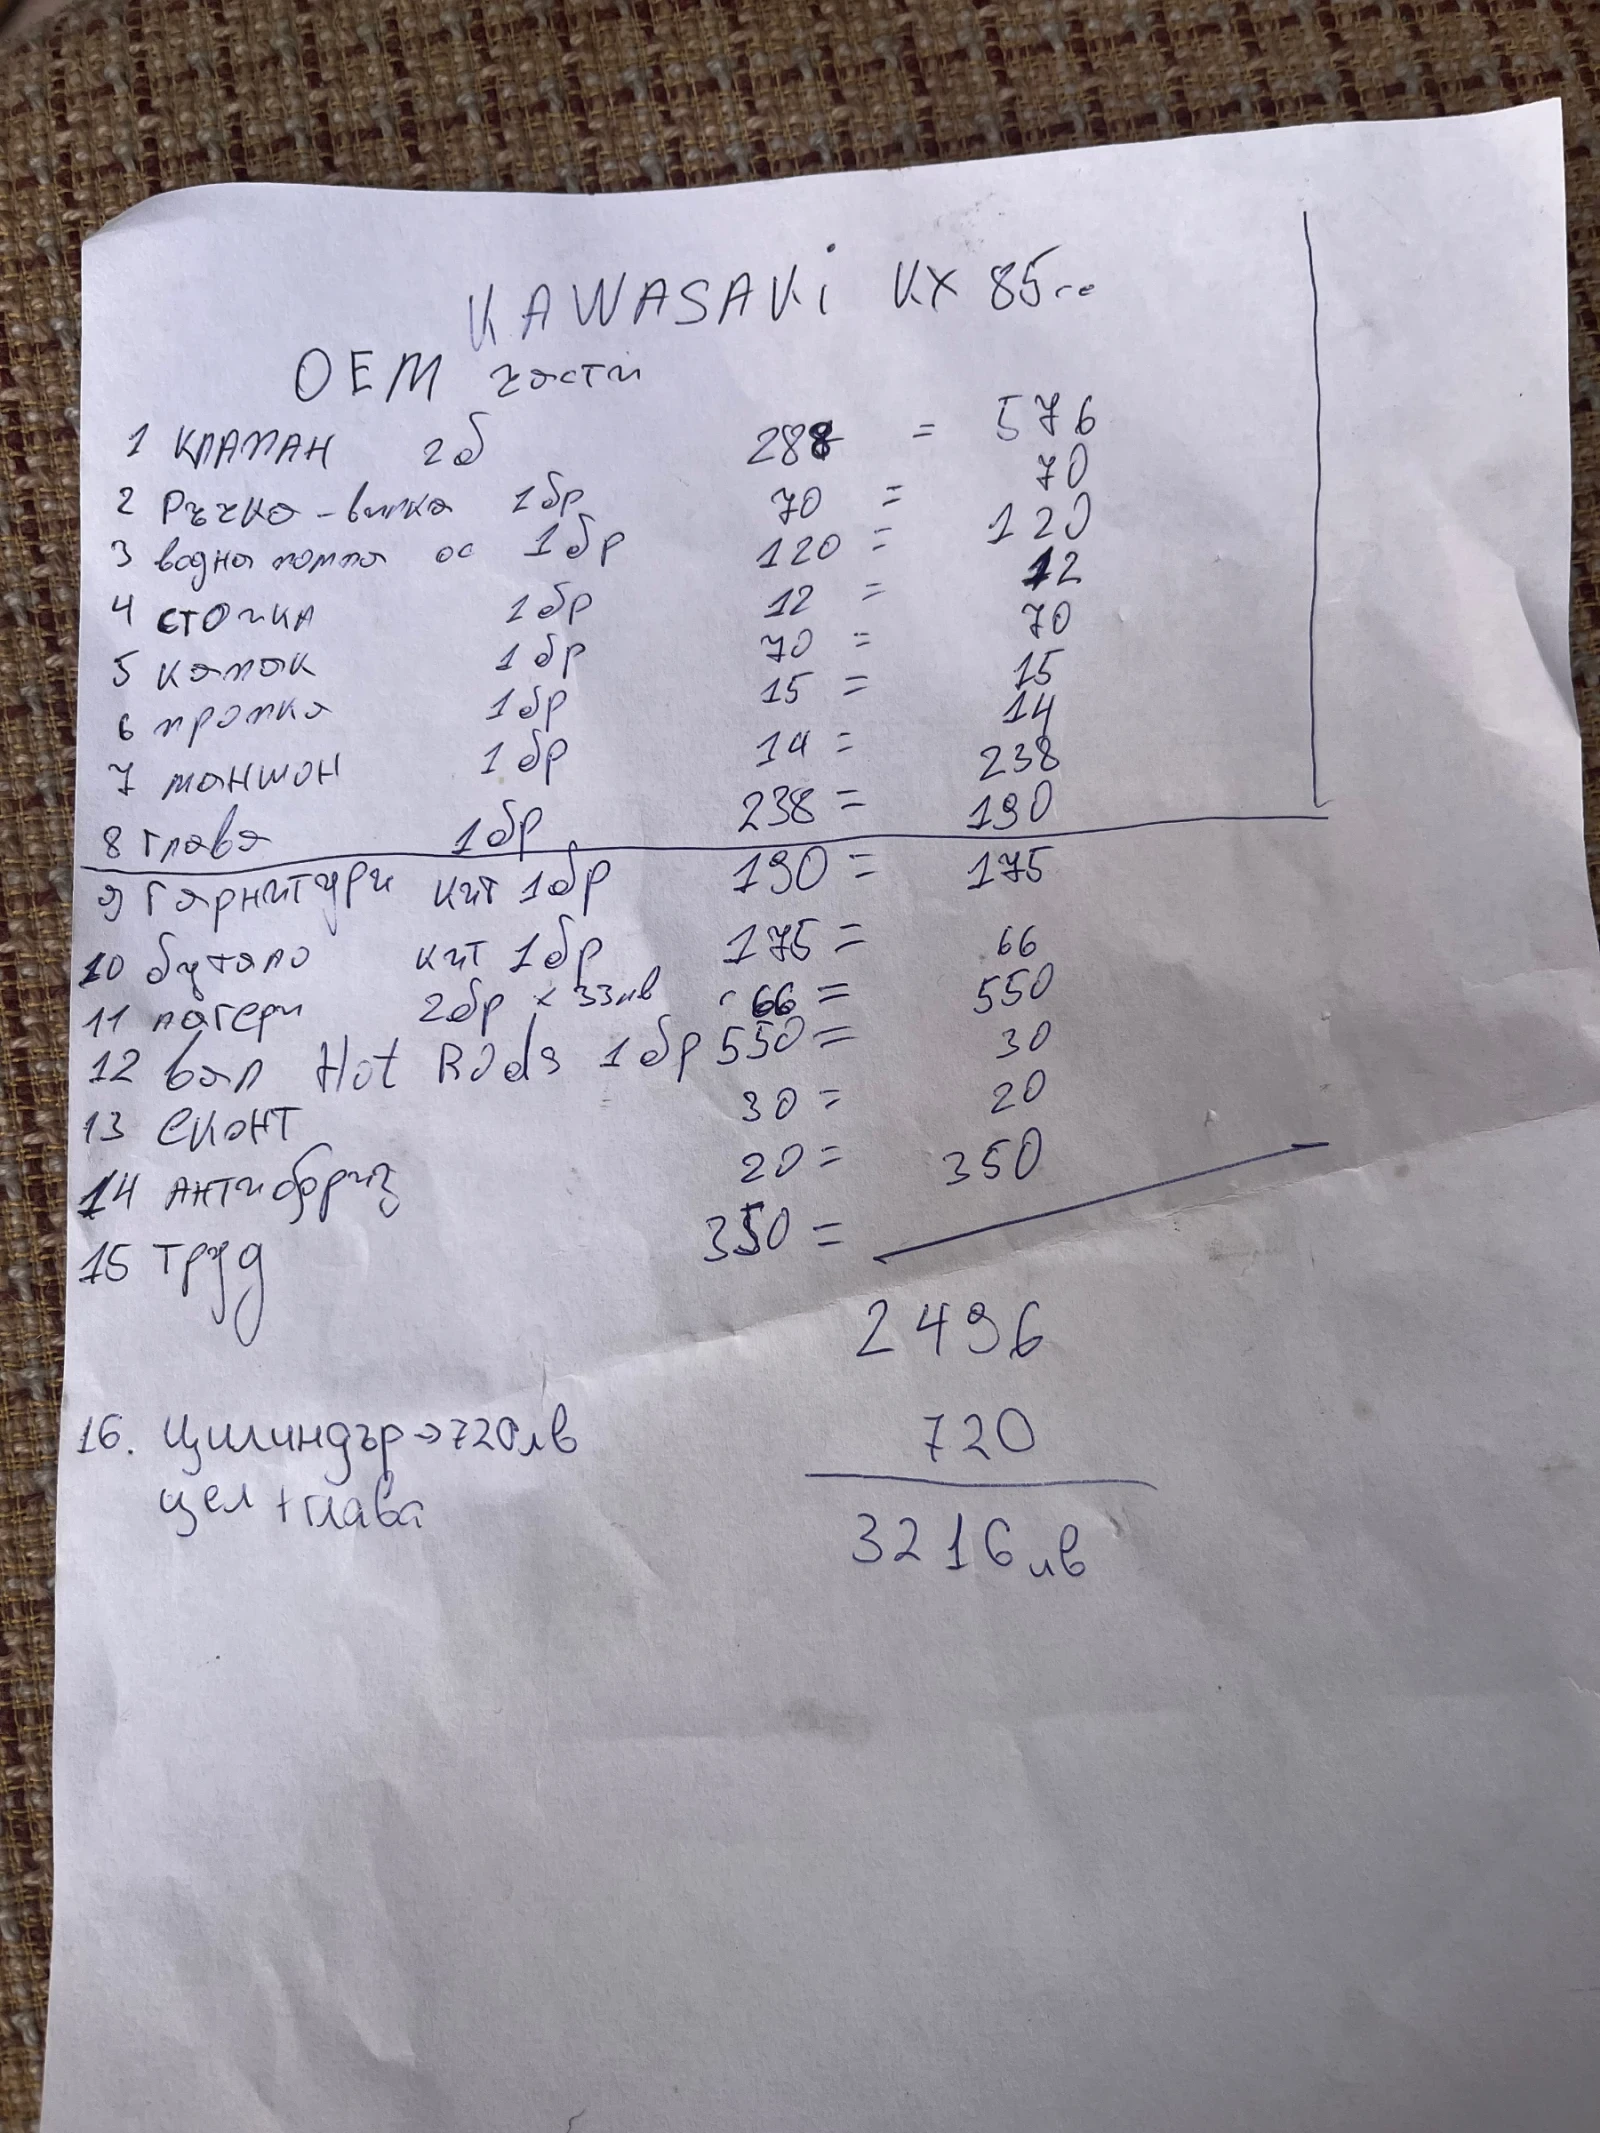 KAWASAKi KX 85cc
OEM части
1 КЛАПАН 2б 288 = 576
2 Ръчка-вилка 1бр 70 = 70
3 водна помпа ос 1бр 120 = 120
4 СТОЙКА 1бр 12 = 12
5 капак 1бр 70 = 70
6 пропка 1бр 15 = 15
7 маншон 1бр 14 = 14
8 глава 1бр 238 = 238
9 Гарнитури кит 1бр 190 = 190
10 бутало кит 1бр 175 = 175
11 лагери 2бр x 33лв 66 = 66
12 вал Hot RODS 1бр 550 = 550
13 30 = 30
14 антифриз 20 = 20
15 труд 350 = 350
2496
16. Цилиндър→720лв 720
цел + глава
3216лв